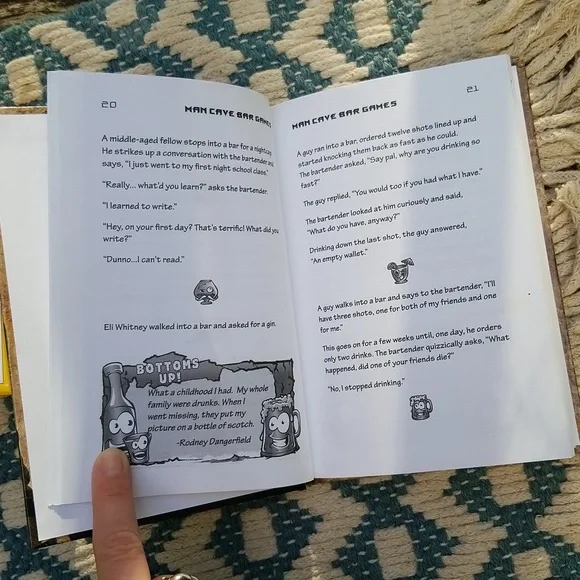 20
MAN CAVE BAR GAMES
A middle-aged fellow stops into a bar for a nightcap.
He strikes up a conversation with the bartender and
says, "I just went to my first night school class."
"Really... what'd you learn?" asks the bartender.
"I learned to write."
"Hey, on your first day? That's terrific! What did you
write?"
"Dunno...I can't read."
Eli Whitney walked into a bar and asked for a gin.
BOTTOMS
UP!
What a childhood I had. My whole
family were drunks. When I
went missing, they put my
picture on a bottle of scotch.
-Rodney Dangerfield
21
MAN CAVE BAR GAMES
A guy ran into a bar, ordered twelve shots lined up and
started knocking them back as fast as he could.
The bartender asked, "Say pal, why are you drinking so
fast?"
The guy replied, "You would too if you had what I have."
The bartender looked at him curiously and said,
"What do you have, anyway?"
Drinking down the last shot, the guy answered,
"An empty wallet."
A guy walks into a bar and says to the bartender, "I'll
have three shots, one for both of my friends and one
for me."
This goes on for a few weeks until, one day, he orders
only two drinks. The bartender quizzically asks, "What
happened, did one of your friends die?"
"No, I stopped drinking."